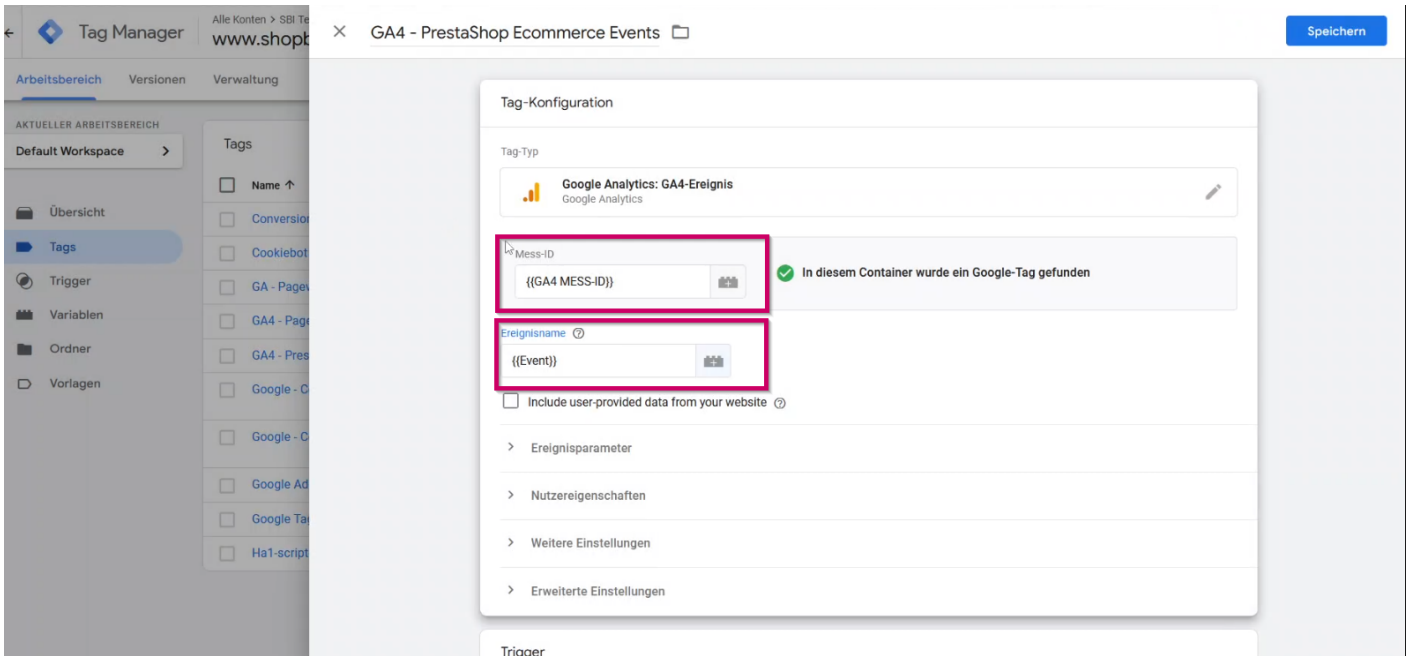 Tag Manager
Alle Konten > SBI Te
www.shopb
GA4 - PrestaShop Ecommerce Events
Speichern
Arbeitsbereich Versionen Verwaltung
AKTUELLER ARBEITSBEREICH
Default Workspace
Übersicht
Tags
Trigger
Variablen
Ordner
Vorlagen
Tags
Name
Conversion
Cookiebot
GA - Pagev
GA4 - Page
GA4 - Pres
Google - C
Google - C
Google Ad
Google Ta
Ha1-script
Tag-Konfiguration
Tag-Typ
Google Analytics: GA4-Ereignis
Google Analytics
Mess-ID
{{GA4 MESS-ID}}
In diesem Container wurde ein Google-Tag gefunden
Ereignisname
{{Event}}
Include user-provided data from your website
Ereignisparameter
Nutzereigenschaften
Weitere Einstellungen
Erweiterte Einstellungen
Trigger